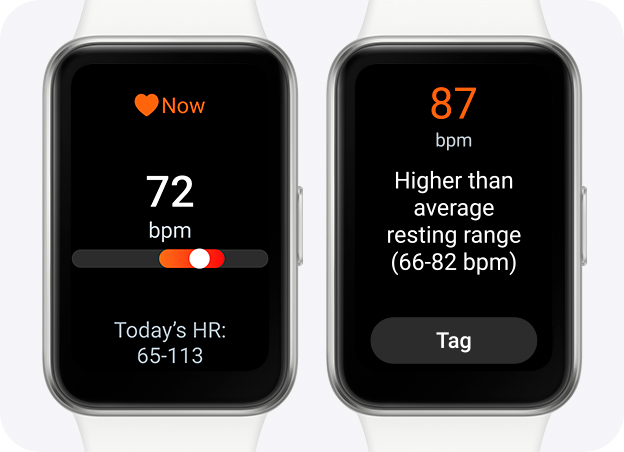 Now
72
bpm
Today's HR:
65-113
87
bpm
Higher than
average
resting range
(66-82 bpm)
Tag